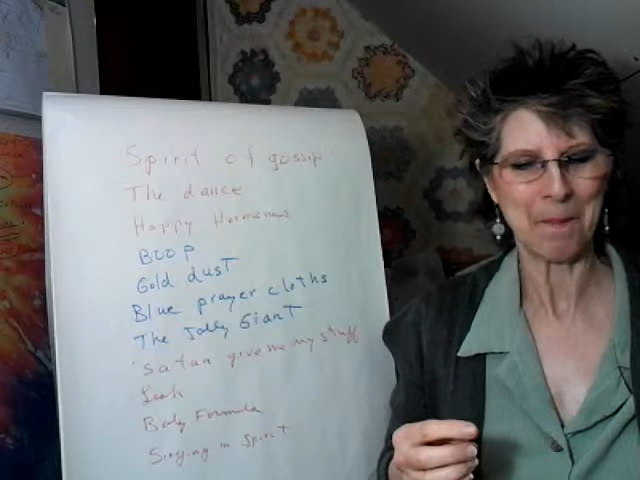 Spirit of gossip
The dance
Happy Hormones
BOOP
Gold dust
Blue prayer cloths
The Jolly Giant
Satan give me my stuff
Leah
Body Formula
Singing in Spirit